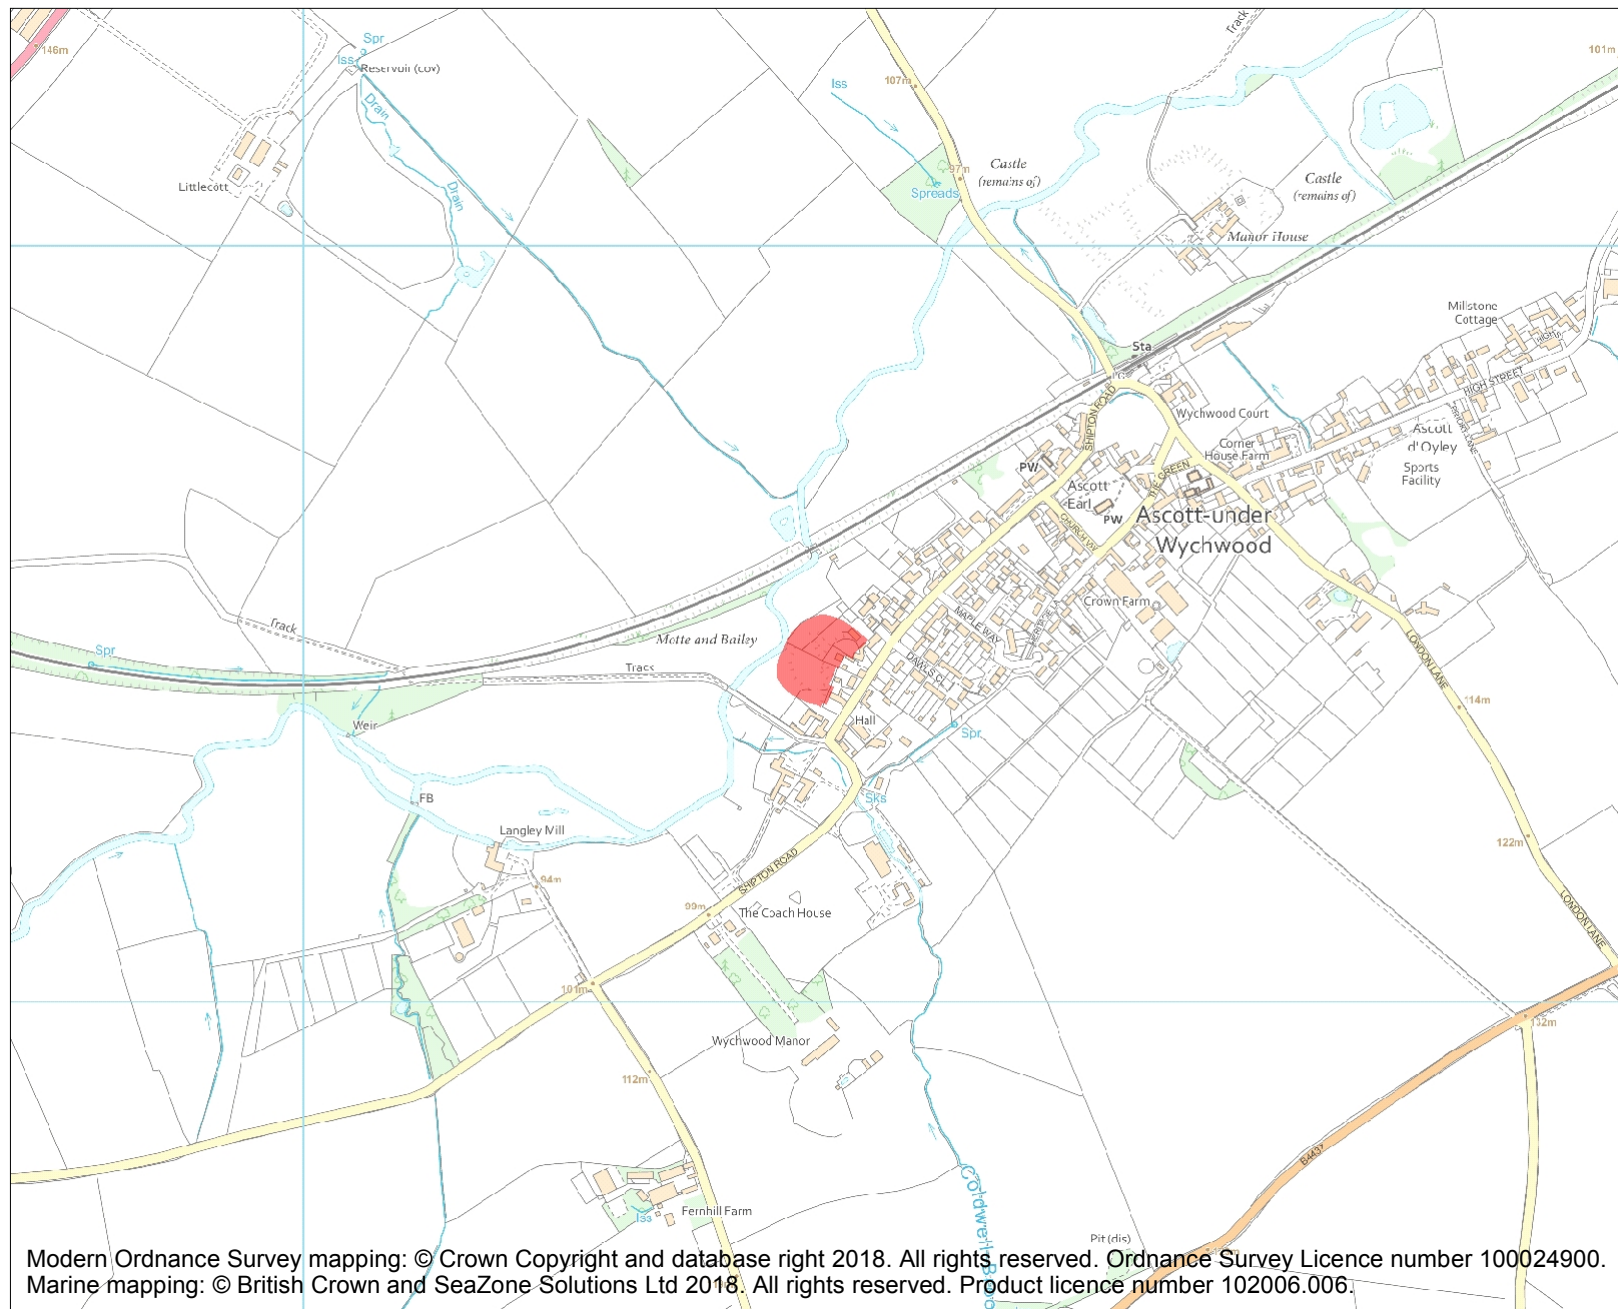 146m
Spr
Iss
Reservoir (cov)
Drain
Drain
Littlecott
Iss
107m
97m
Spreads
Castle
(remains of)
Track
101m
Castle
(remains of)
Manor House
Millstone
Cottage
HIGH STREET
Sta
SHIPTON ROAD
Wychwood Court
Corner
House Farm
THE GREEN
Ascott
d'Oyley
Sports
Facility
PW
Ascott
Earl
PW
Ascott-under
Wychwood
Crown Farm
MAPLE WAY
Track
Motte and Bailey
Track
Spr
Weir
Hall
Spr
Sks
LONDON LANE
114m
122m
LONDON LANE
FB
Langley Mill
94m
SHIPTON ROAD
99m
The Coach House
101m
132m
Wychwood Manor
112m
B4437
Fernhill Farm
Iss
Pit (dis)
Modern Ordnance Survey mapping: © Crown Copyright and database right 2018. All rights reserved. Ordnance Survey Licence number 100024900.
Marine mapping: © British Crown and SeaZone Solutions Ltd 2018. All rights reserved. Product licence number 102006.006.